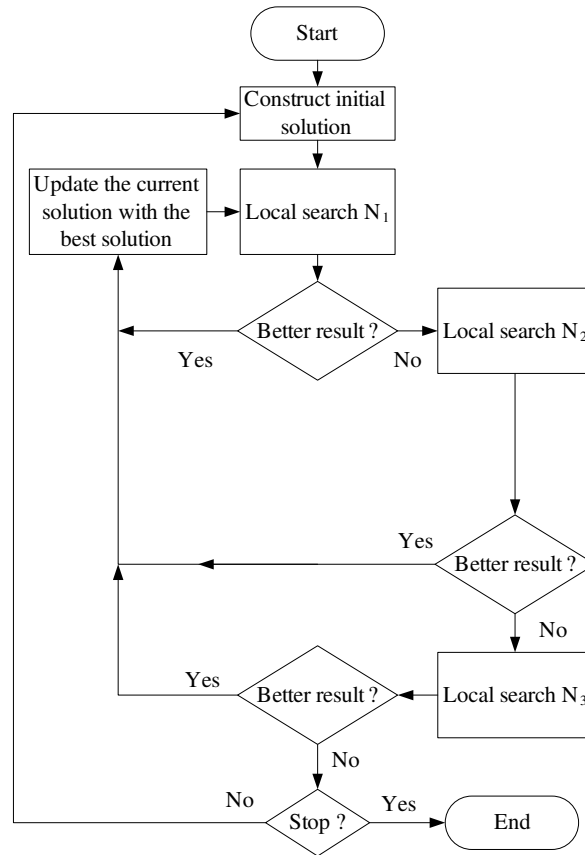 Start
Construct initial
solution
Update the current
solution with the
best solution
Local search N₁
Better result ?
Yes
No
Local search N₂
Yes
Better result ?
No
Yes
Better result ?
Local search N₃
No
No
Stop ?
Yes
End